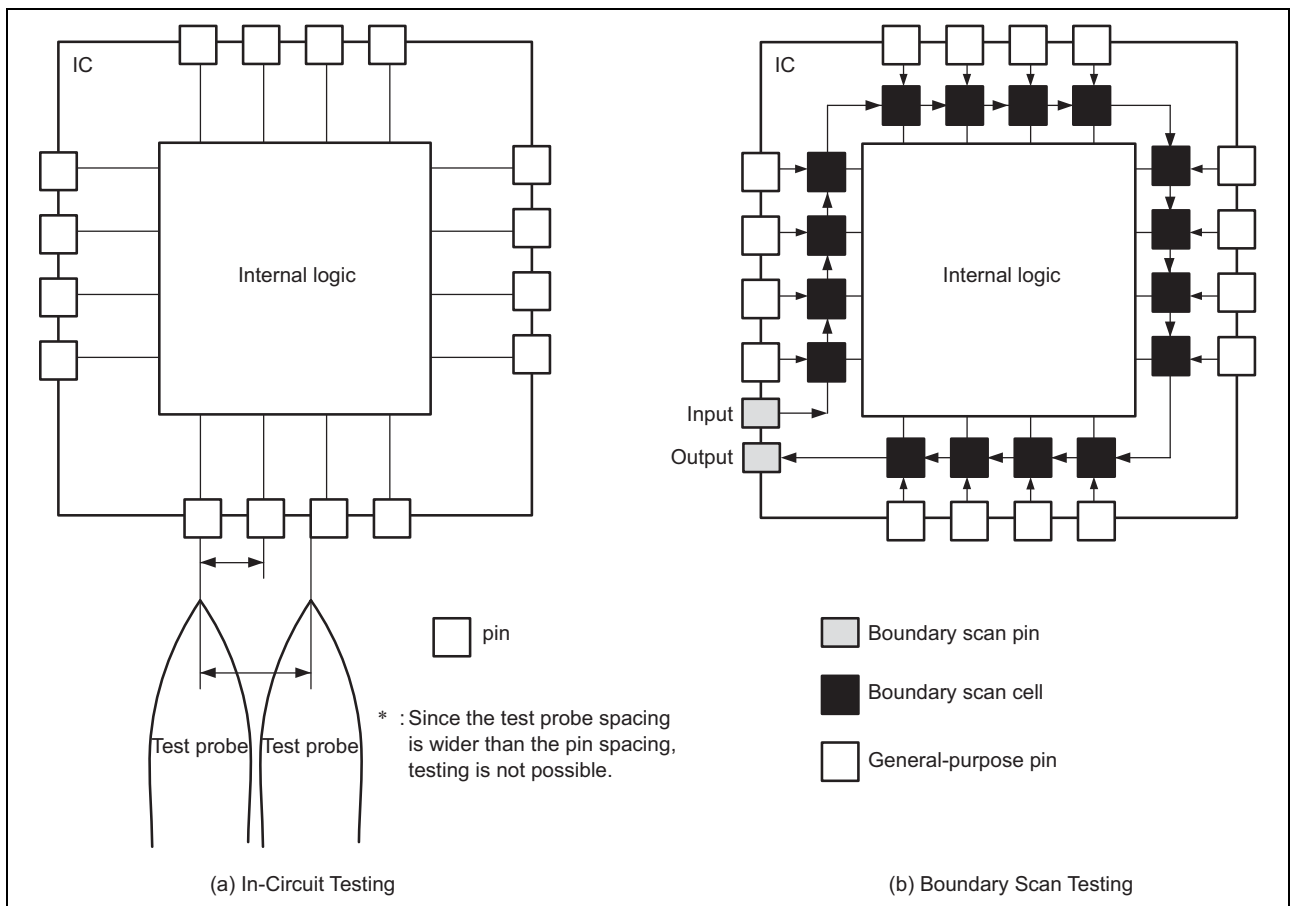 IC
Internal logic
Test probe
Test probe
pin
* : Since the test probe spacing
is wider than the pin spacing,
testing is not possible.
(a) In-Circuit Testing
IC
Internal logic
Input
Output
Boundary scan pin
Boundary scan cell
General-purpose pin
(b) Boundary Scan Testing